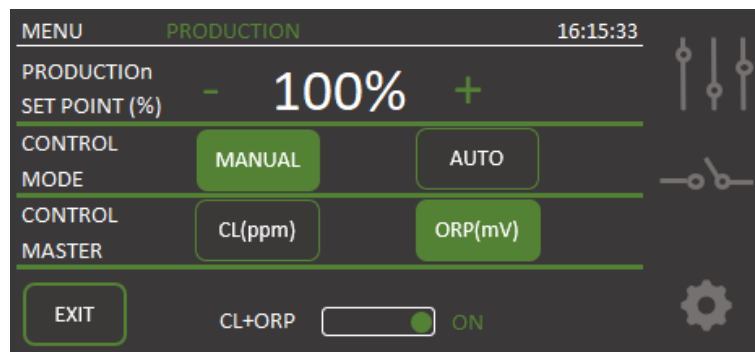 MENU PRODUCTION 16:15:33
PRODUCTIOn
SET POINT (%)
- 100% +
CONTROL
MODE
MANUAL AUTO
CONTROL
MASTER
CL(ppm) ORP(mV)
EXIT CL+ORP ON